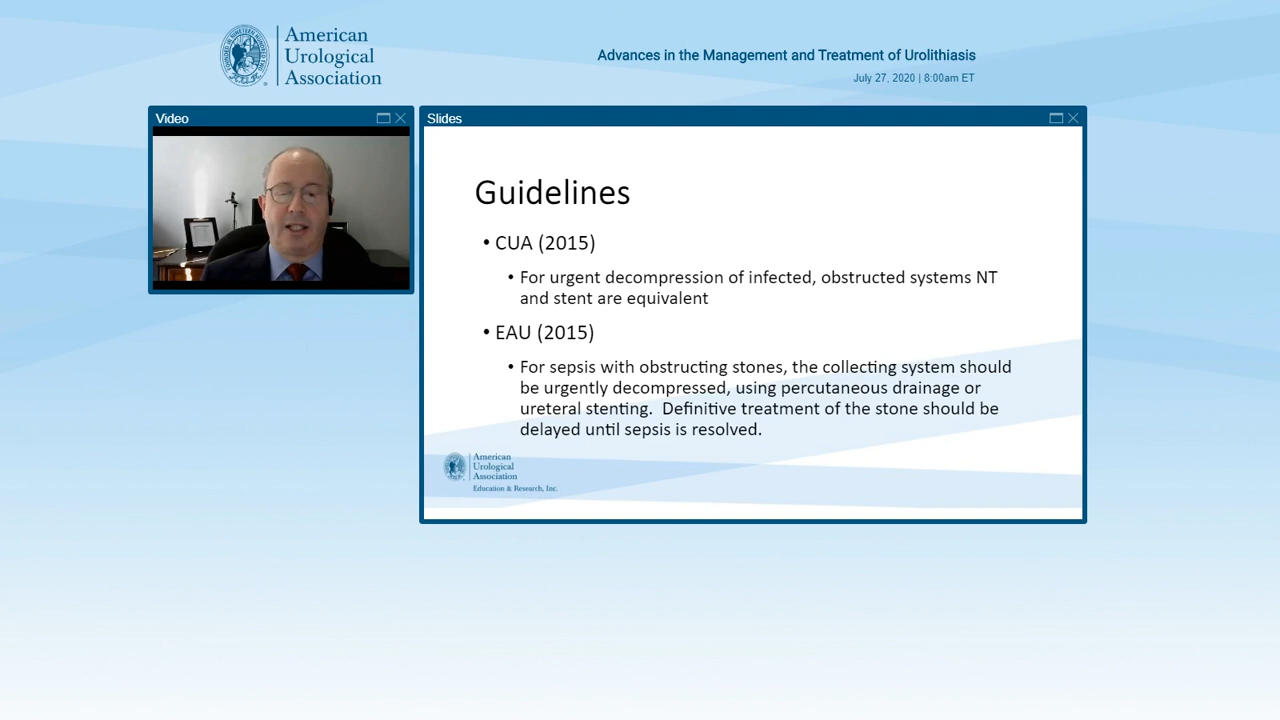 American
Urological
Association
Advances in the Management and Treatment of Urolithiasis
July 27, 2020 | 8:00am ET
Video
Slides
Guidelines
• CUA (2015)
• For urgent decompression of infected, obstructed systems NT
and stent are equivalent
• EAU (2015)
• For sepsis with obstructing stones, the collecting system should
be urgently decompressed, using percutaneous drainage or
ureteral stenting. Definitive treatment of the stone should be
delayed until sepsis is resolved.
American
Urological
Association
Education & Research, Inc.